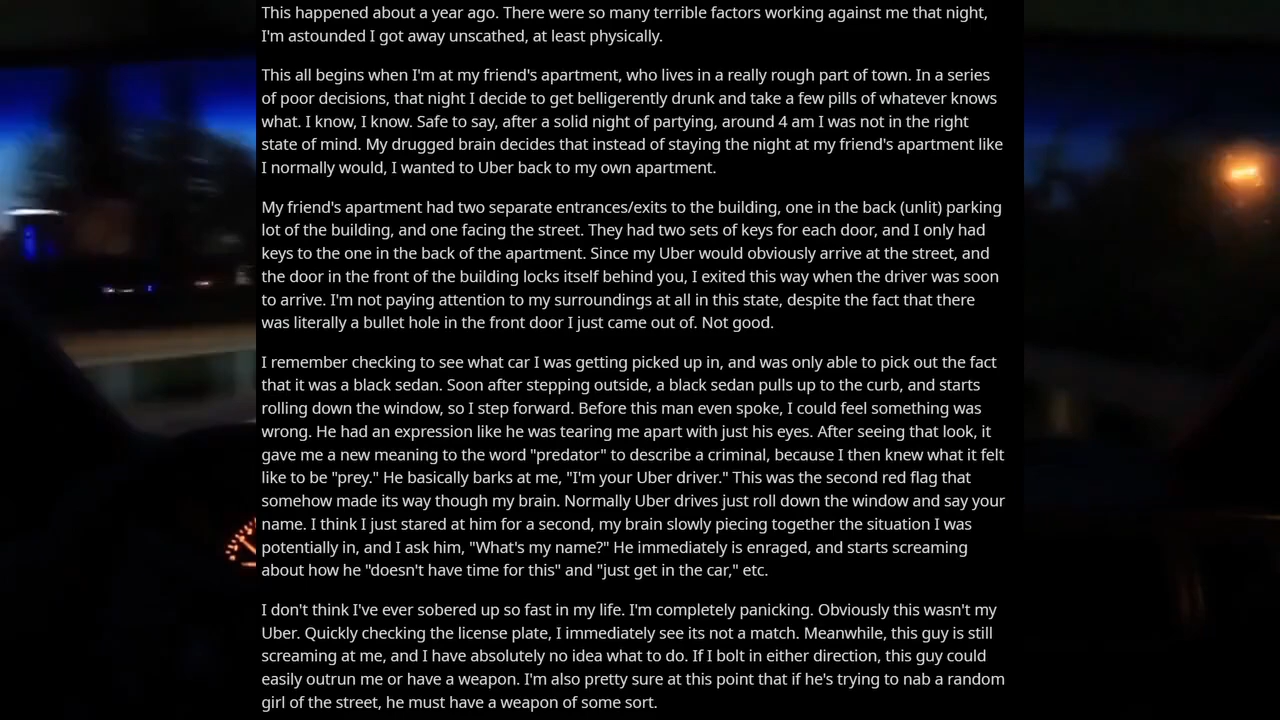 This happened about a year ago. There were so many terrible factors working against me that night,
I'm astounded I got away unscathed, at least physically.
This all begins when I'm at my friend's apartment, who lives in a really rough part of town. In a series
of poor decisions, that night I decide to get belligerently drunk and take a few pills of whatever knows
what. I know, I know. Safe to say, after a solid night of partying, around 4 am I was not in the right
state of mind. My drugged brain decides that instead of staying the night at my friend's apartment like
I normally would, I wanted to Uber back to my own apartment.
My friend's apartment had two separate entrances/exits to the building, one in the back (unlit) parking
lot of the building, and one facing the street. They had two sets of keys for each door, and I only had
keys to the one in the back of the apartment. Since my Uber would obviously arrive at the street, and
the door in the front of the building locks itself behind you, I exited this way when the driver was soon
to arrive. I'm not paying attention to my surroundings at all in this state, despite the fact that there
was literally a bullet hole in the front door I just came out of. Not good.
I remember checking to see what car I was getting picked up in, and was only able to pick out the fact
that it was a black sedan. Soon after stepping outside, a black sedan pulls up to the curb, and starts
rolling down the window, so I step forward. Before this man even spoke, I could feel something was
wrong. He had an expression like he was tearing me apart with just his eyes. After seeing that look, it
gave me a new meaning to the word "predator" to describe a criminal, because I then knew what it felt
like to be "prey." He basically barks at me, "I'm your Uber driver." This was the second red flag that
somehow made its way though my brain. Normally Uber drives just roll down the window and say your
name. I think I just stared at him for a second, my brain slowly piecing together the situation I was
potentially in, and I ask him, "What's my name?" He immediately is enraged, and starts screaming
about how he "doesn't have time for this" and "just get in the car," etc.
I don't think I've ever sobered up so fast in my life. I'm completely panicking. Obviously this wasn't my
Uber. Quickly checking the license plate, I immediately see its not a match. Meanwhile, this guy is still
screaming at me, and I have absolutely no idea what to do. If I bolt in either direction, this guy could
easily outrun me or have a weapon. I'm also pretty sure at this point that if he's trying to nab a random
girl of the street, he must have a weapon of some sort.